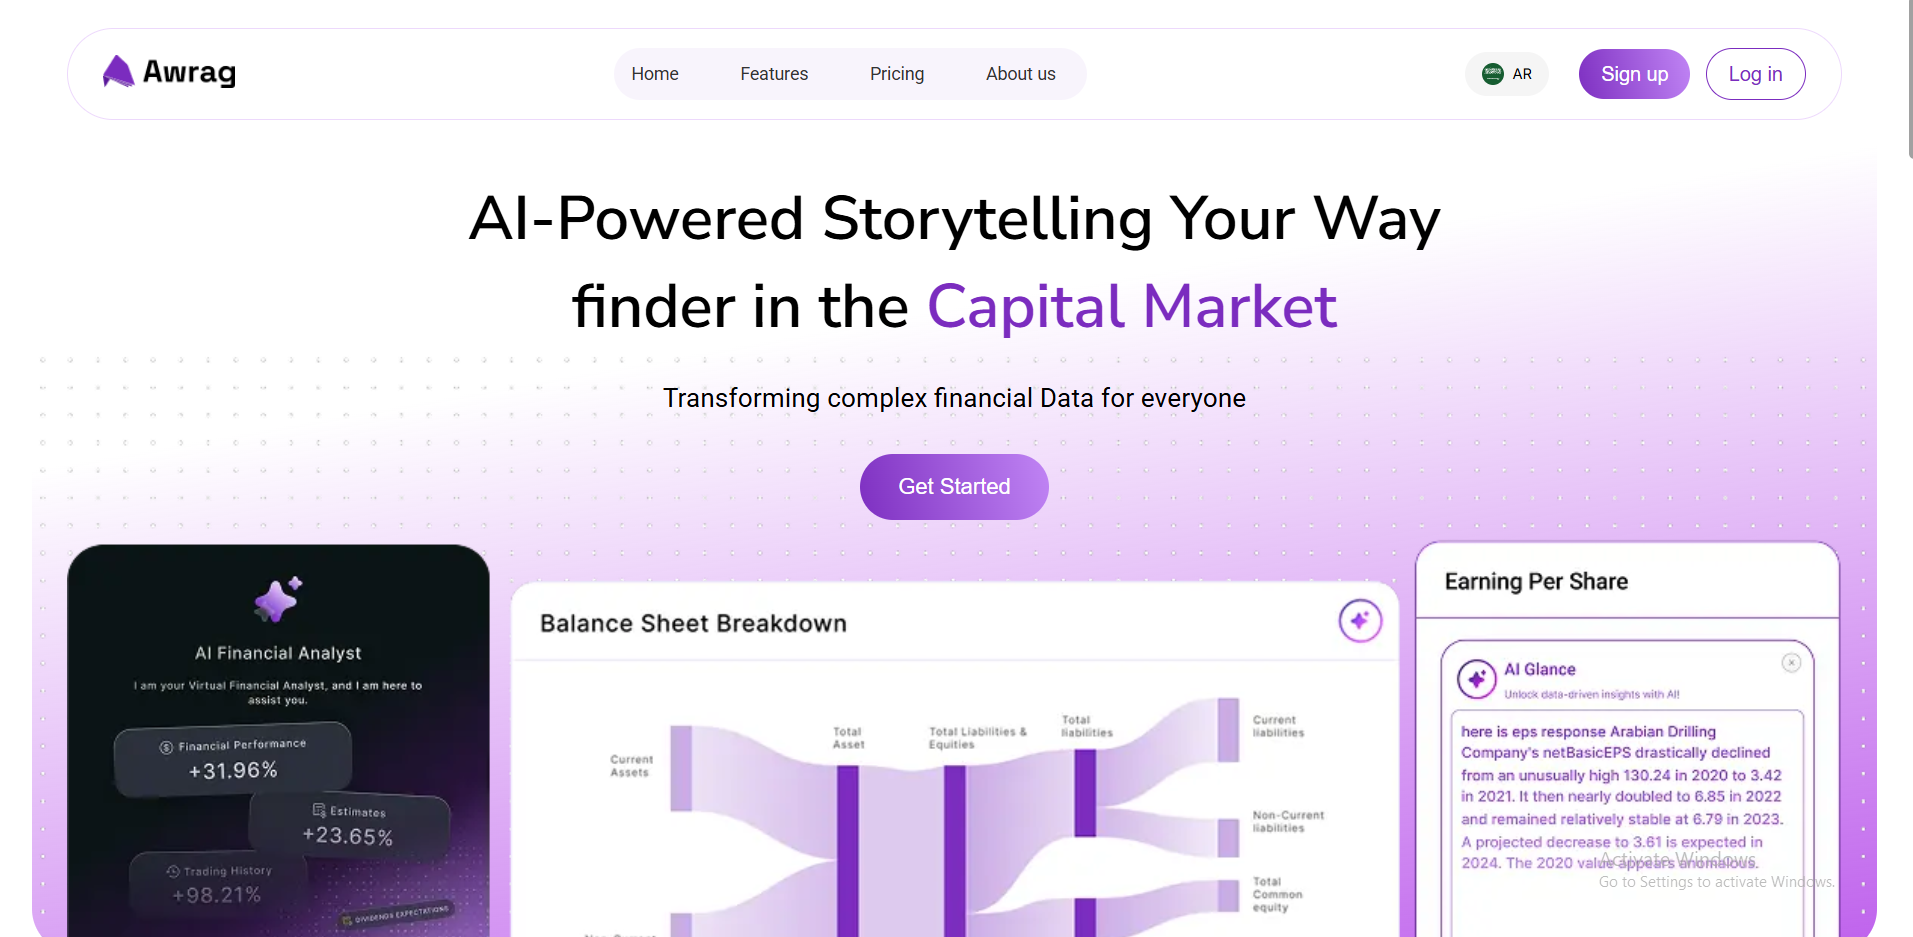 Awrag
Home Features Pricing About us
AR
Sign up
Log in
AI-Powered Storytelling Your Way
finder in the Capital Market
Transforming complex financial Data for everyone
Get Started
AI Financial Analyst
I am your Virtual Financial Analyst, and I am here to
assist you.
Financial Performance
+31.96%
Estimates
+23.65%
Trading History
+98.21%
DIVIDENDS EXPECTATIONS
Balance Sheet Breakdown
Current
Assets
Total
Asset
Total Liabilities &
Equities
Total
liabilities
Current
liabilities
Non-Current
liabilities
Total
Common
equity
Non-Current
Earning Per Share
AI Glance
Unlock data-driven insights with AI!
here is eps response Arabian Drilling
Company's netBasicEPS drastically declined
from an unusually high 130.24 in 2020 to 3.42
in 2021. It then nearly doubled to 6.85 in 2022
and remained relatively stable at 6.79 in 2023.
A projected decrease to 3.61 is expected in
2024. The 2020 value appears anomalous.
Activate Windows
Go to Settings to activate Windows.